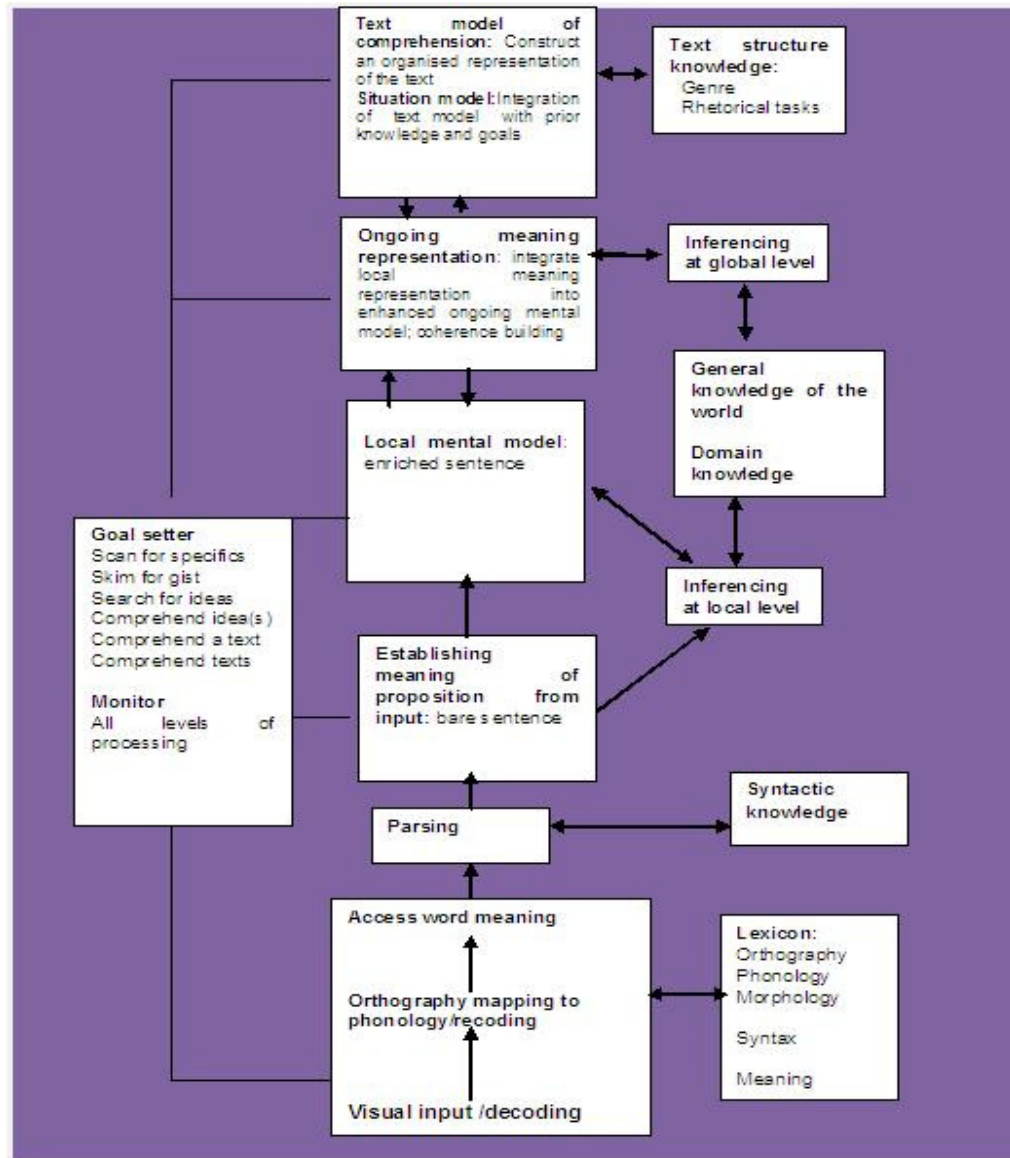 Text model of
comprehension: Construct
an organised representation
of the text
Situation model:Integration
of text model with prior
knowledge and goals
Text structure
knowledge:
Genre
Rhetorical tasks
Ongoing meaning
representation: integrate
local meaning
representation into
enhanced ongoing mental
model; coherence building
Inferencing
at global level
General
knowledge of the
world
Domain
knowledge
Local mental model:
enriched sentence
Goal setter
Scan for specifics
Skim for gist
Search for ideas
Comprehend idea(s)
Comprehend a text
Comprehend texts
Monitor
All levels of
processing
Inferencing
at local level
Establishing
meaning of
proposition from
input: bare sentence
Parsing
Syntactic
knowledge
Access word meaning
Orthography mapping to
phonology/recoding
Visual input /decoding
Lexicon:
Orthography
Phonology
Morphology
Syntax
Meaning